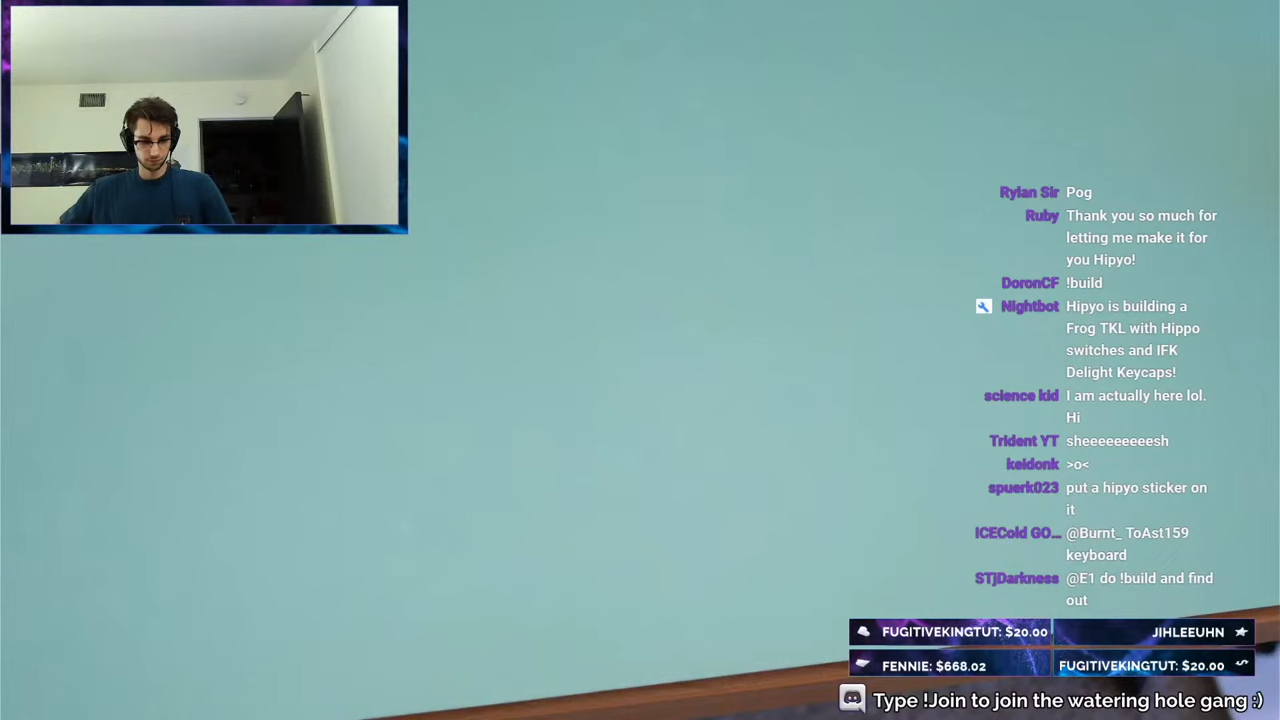 Rylan Sir Pog
Ruby Thank you so much for
letting me make it for
you Hipyo!
DoronCF !build
Nightbot Hipyo is building a
Frog TKL with Hippo
switches and IFK
Delight Keycaps!
science kid I am actually here lol.
Hi
Trident YT sheeeeeeeeesh
keidonk >o<
spuerk023 put a hipyo sticker on
it
ICECold GO... @Burnt_ ToAst159
keyboard
STjDarkness @E1 do !build and find
out
FUGITIVEKINGTUT: $20.00 JIHLEEUHN
FENNIE: $668.02 FUGITIVEKINGTUT: $20.00
Type !Join to join the watering hole gang :)